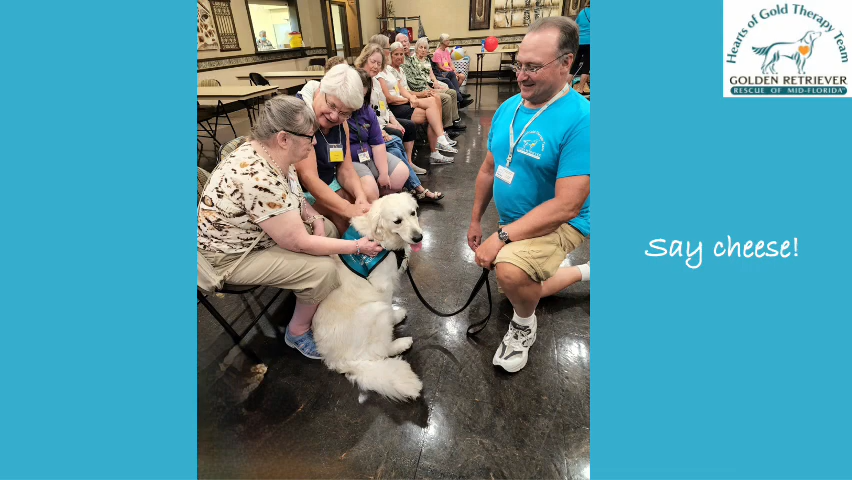 Hearts of Gold Therapy Team
GOLDEN RETRIEVER
RESCUE OF MID-FLORIDA
Say cheese!